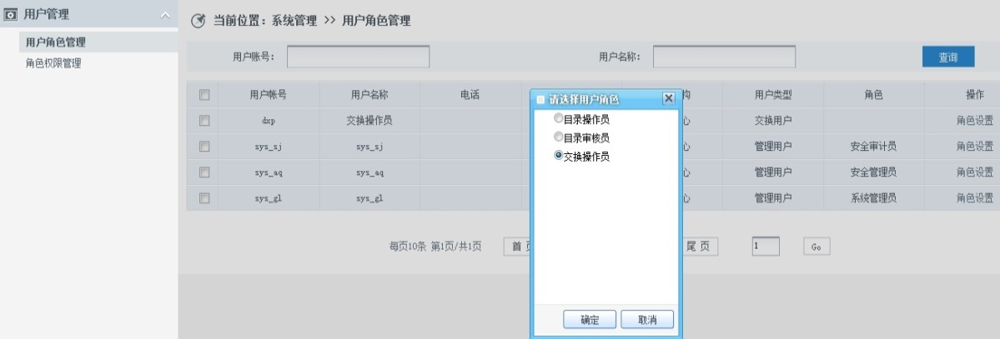 用户管理
用户角色管理
角色权限管理
当前位置：系统管理 >> 用户角色管理
用户账号：
用户名称：
查询
用户帐号 用户名称 电话 构 用户类型 角色 操作
dxp 交换操作员 心 交换用户 角色设置
sys_sj sys_sj 心 管理用户 安全审计员 角色设置
sys_aq sys_aq 心 管理用户 安全管理员 角色设置
sys_gl sys_gl 心 管理用户 系统管理员 角色设置
每页10条 第1页/共1页 首 页 尾 页 1 Go
请选择用户角色
目录操作员
目录审核员
交换操作员
确定 取消